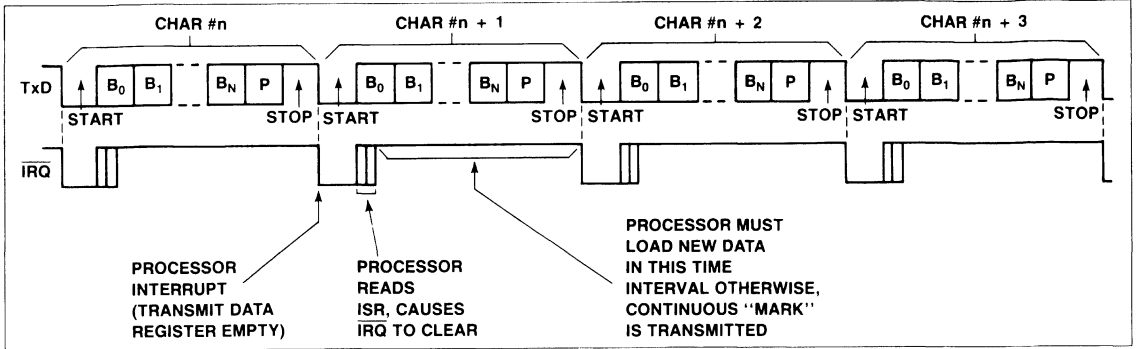 CHAR #n CHAR #n + 1 CHAR #n + 2 CHAR #n + 3
TxD B0 B1 BN P B0 B1 BN P B0 B1 BN P B0 B1 BN P
START STOP START STOP START STOP START STOP
IRQ
PROCESSOR
INTERRUPT
(TRANSMIT DATA
REGISTER EMPTY)
PROCESSOR
READS
ISR, CAUSES
IRQ TO CLEAR
PROCESSOR MUST
LOAD NEW DATA
IN THIS TIME
INTERVAL OTHERWISE,
CONTINUOUS "MARK"
IS TRANSMITTED